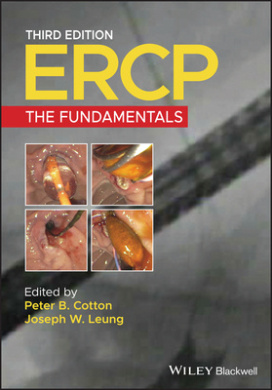 THIRD EDITION
ERCP
THE FUNDAMENTALS
Edited by
Peter B. Cotton
Joseph W. Leung
WILEY Blackwell